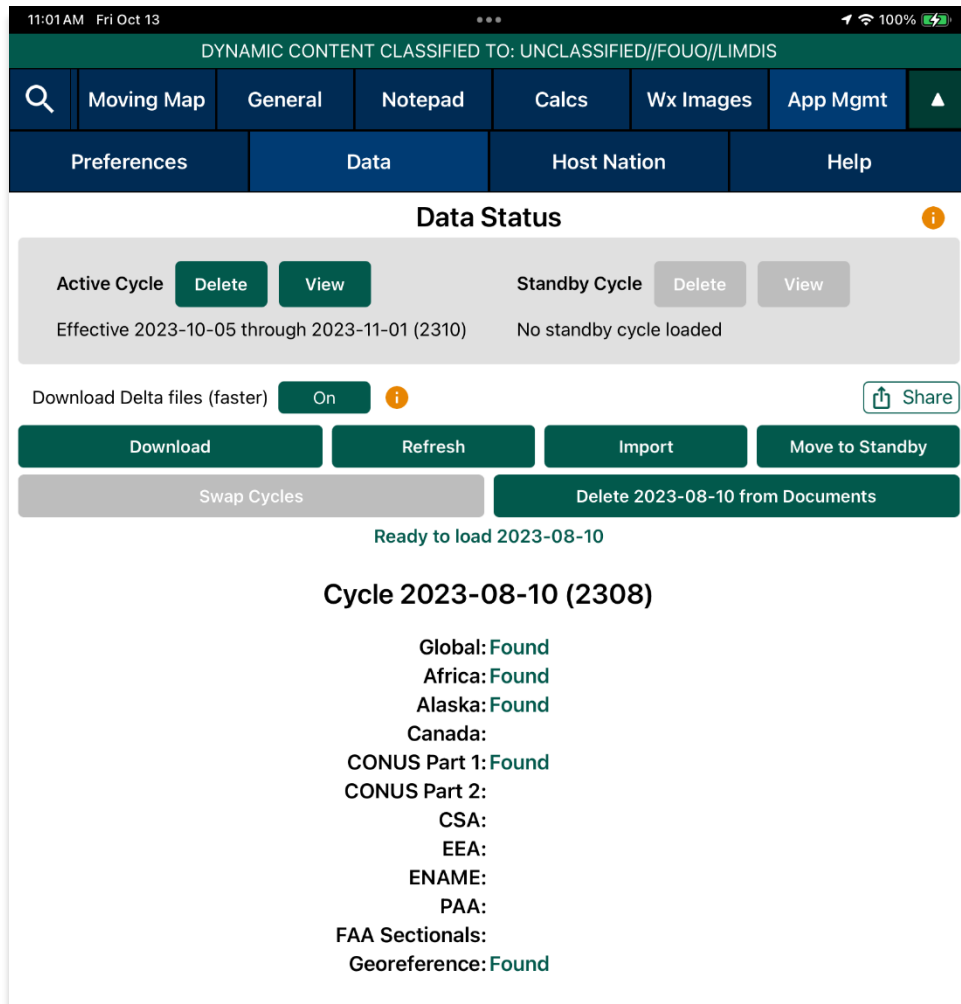 11:01 AM Fri Oct 13 100%
DYNAMIC CONTENT CLASSIFIED TO: UNCLASSIFIED//FOUO//LIMDIS
Moving Map General Notepad Calcs Wx Images App Mgmt
Preferences Data Host Nation Help
Data Status
Active Cycle Delete View Standby Cycle Delete View
Effective 2023-10-05 through 2023-11-01 (2310) No standby cycle loaded
Download Delta files (faster) On Share
Download Refresh Import Move to Standby
Swap Cycles Delete 2023-08-10 from Documents
Ready to load 2023-08-10
Cycle 2023-08-10 (2308)
Global: Found
Africa: Found
Alaska: Found
Canada:
CONUS Part 1: Found
CONUS Part 2:
CSA:
EEA:
ENAME:
PAA:
FAA Sectionals:
Georeference: Found